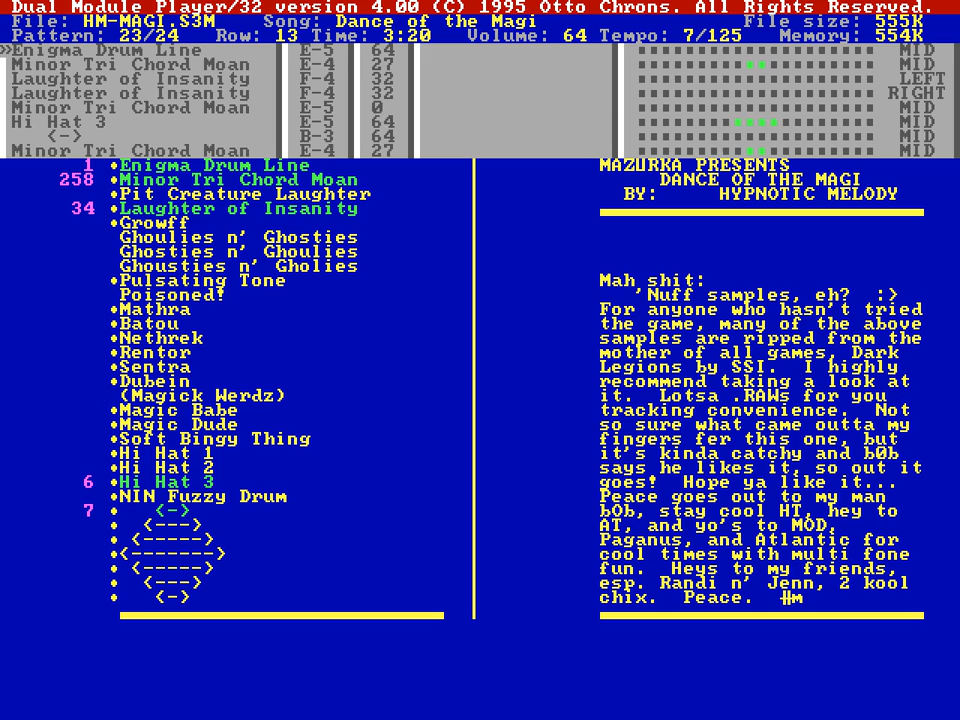 Dual Module Player/32 version 4.00 (C) 1995 Otto Chrons. All Rights Reserved.
File: HM-MAGI.S3M Song: Dance of the Magi File size: 555K
Pattern: 23/24 Row: 13 Time: 3:20 Volume: 64 Tempo: 7/125 Memory: 554K
»Enigma Drum Line E-5 64 MID
Minor Tri Chord Moan E-4 27 MID
Laughter of Insanity F-4 32 LEFT
Laughter of Insanity F-4 32 RIGHT
Minor Tri Chord Moan E-5 0 MID
Hi Hat 3 E-5 64 MID
<-> B-3 64 MID
Minor Tri Chord Moan E-4 27 MID
1 •Enigma Drum Line
258 •Minor Tri Chord Moan
•Pit Creature Laughter
34 •Laughter of Insanity
•Growff
Ghoulies n' Ghosties
Ghosties n' Ghoulies
Ghousties n' Gholies
•Pulsating Tone
Poisoned!
•Mathra
•Batou
•Nethrek
•Rentor
•Sentra
•Dubein
(Magick Werdz)
•Magic Babe
•Magic Dude
•Soft Bingy Thing
•Hi Hat 1
•Hi Hat 2
6 •Hi Hat 3
•NIN Fuzzy Drum
7 • <->
• <--->
• <----->
•<------->
• <----->
• <--->
• <->
MAZURKA PRESENTS
DANCE OF THE MAGI
BY: HYPNOTIC MELODY
Mah shit:
'Nuff samples, eh? :>
For anyone who hasn't tried
the game, many of the above
samples are ripped from the
mother of all games, Dark
Legions by SSI. I highly
recommend taking a look at
it. Lotsa .RAWs for you
tracking convenience. Not
so sure what came outta my
fingers fer this one, but
it's kinda catchy and b0b
says he likes it, so out it
goes! Hope ya like it...
Peace goes out to my man
b0b, stay cool HT, hey to
AT, and yo's to MOD,
Paganus, and Atlantic for
cool times with multi fone
fun. Heys to my friends,
esp. Randi n' Jenn, 2 kool
chix. Peace. Hm